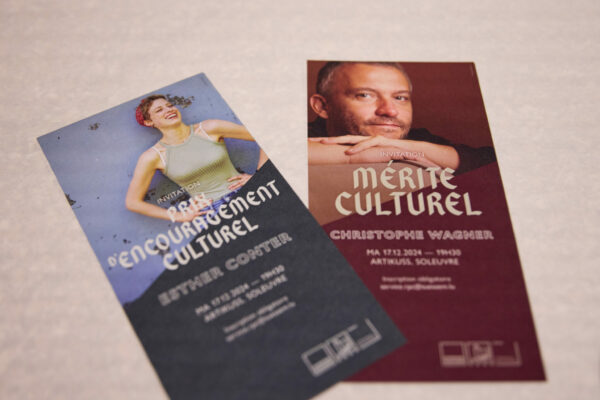 INVITATION
PRIX
D'ENCOURAGEMENT
CULTUREL
ESTHER CONTER
MA 17.12.2024 — 19H30
ARTIKUSS, SOLEUVRE
Inscription obligatoire
INVITATION
MÉRITE
CULTUREL
CHRISTOPHE WAGNER
MA 17.12.2024 — 19H30
ARTIKUSS, SOLEUVRE
Inscription obligatoire